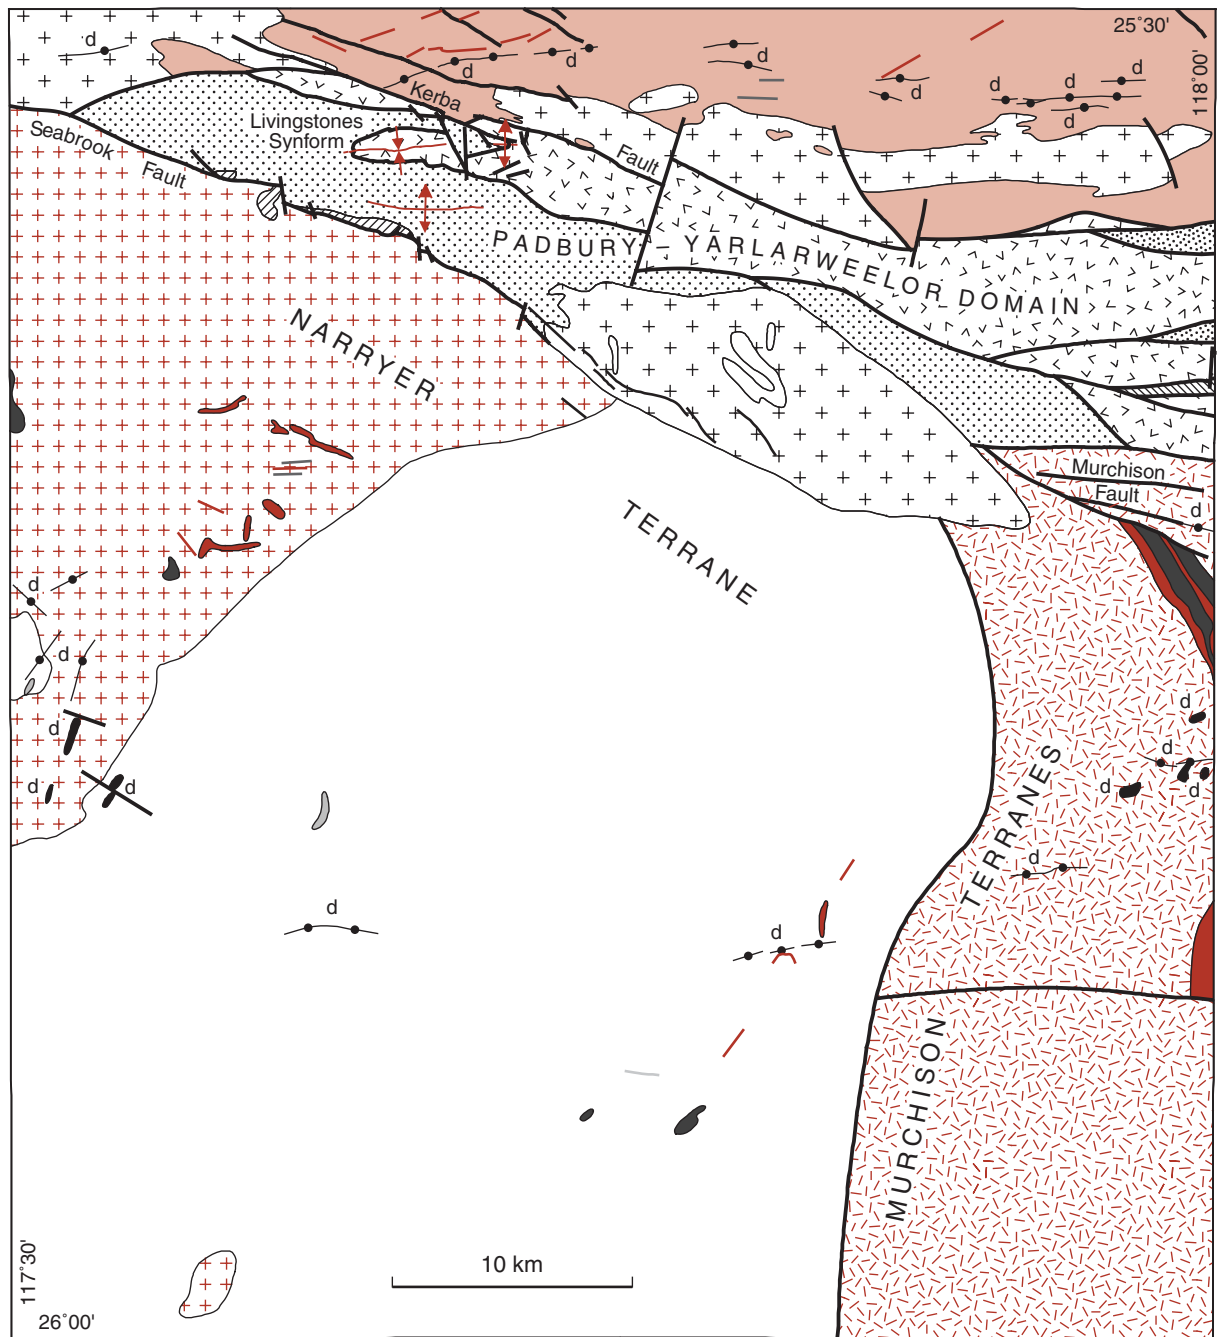 25°30'
118°00'
d
d
d
d
d
d
d
d
d
Kerba
Livingstones
Synform
Seabrook
Fault
Fault
PADBURY
YARLARWEELOR DOMAIN
NARRYER
Murchison
Fault
d
TERRANE
d
d
d
d
d
d
d
d
d
TERRANES
d
d
d
MURCHISON
10 km
117°30'
26°00'